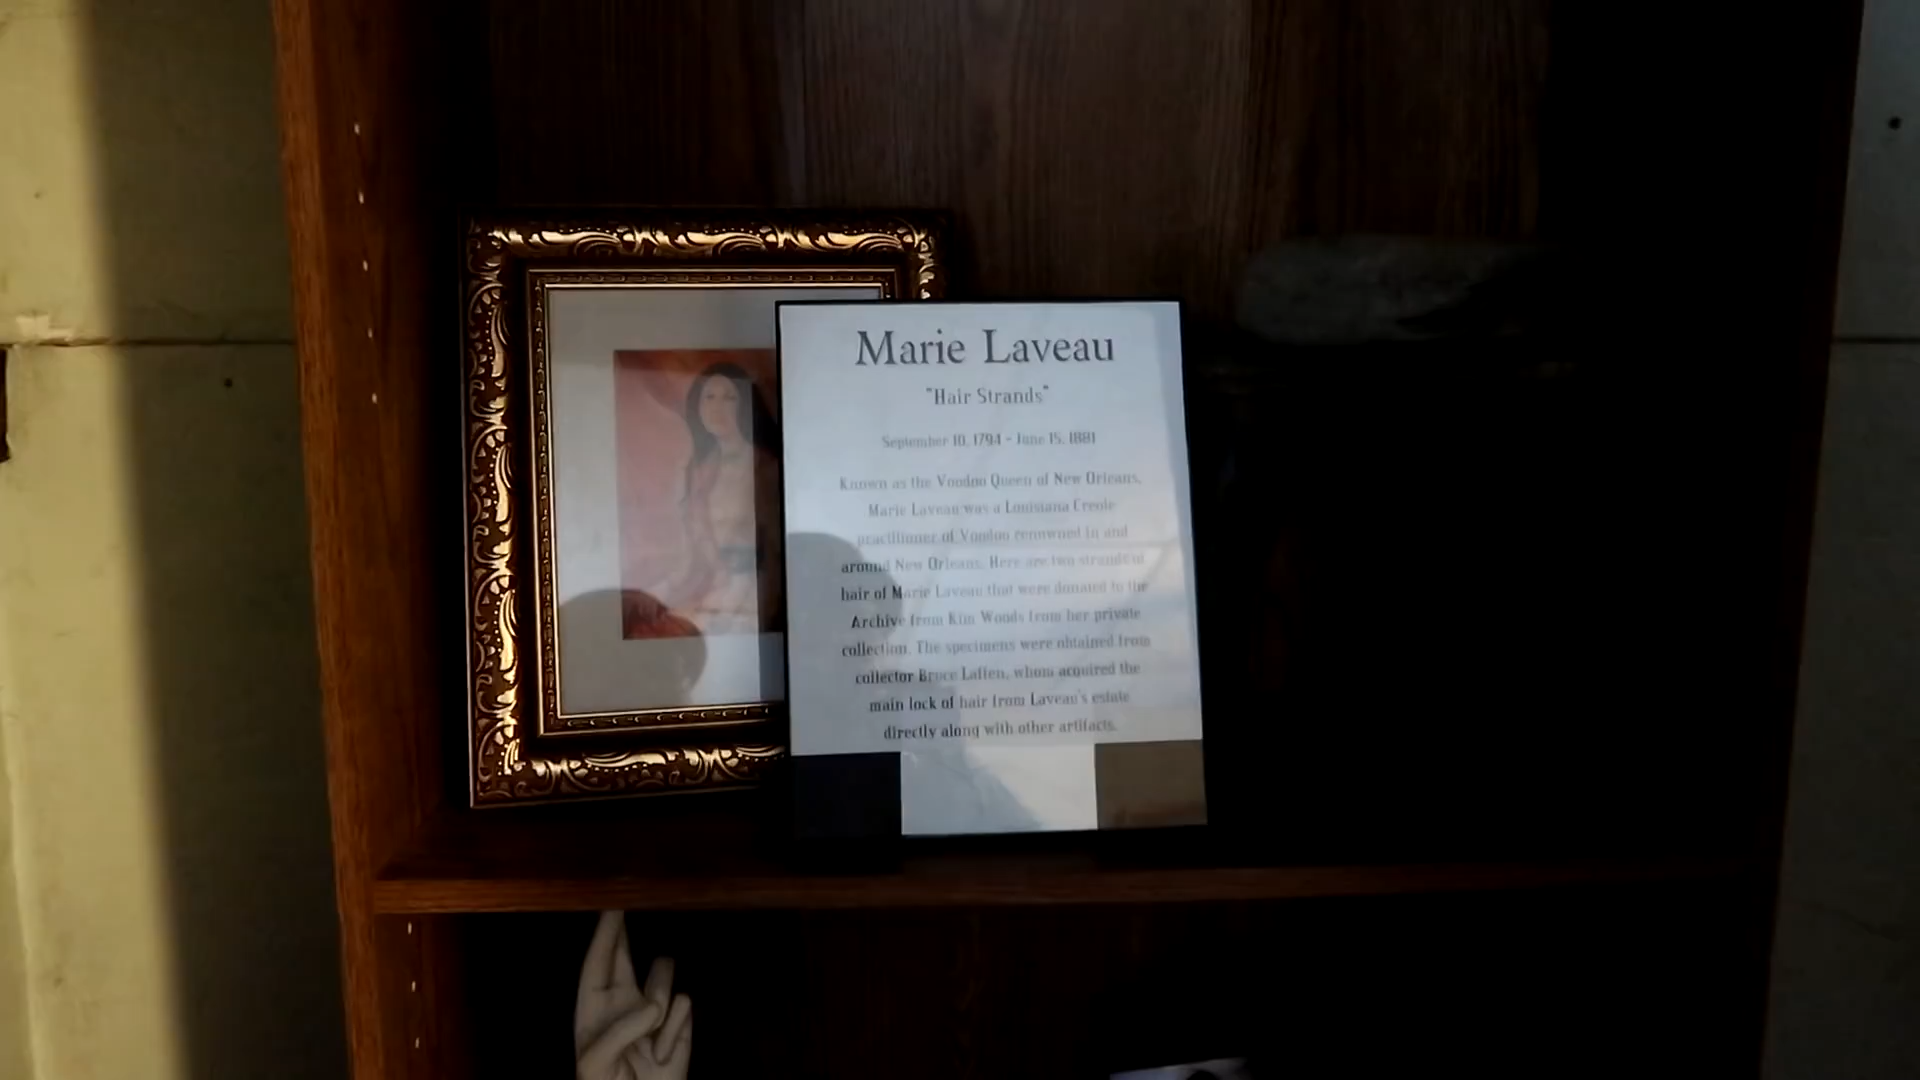 Marie Laveau
"Hair Strands"
September 10, 1794 - June 15, 1881
Known as the Voodoo Queen of New Orleans,
Marie Laveau was a Louisiana Creole
practitioner of Voodoo renowned in and
around New Orleans. Here are two strands of
hair of Marie Laveau that were donated to the
Archive from Kim Woods from her private
collection. The specimens were obtained from
collector Bruce Laffen, whom acquired the
main lock of hair from Laveau's estate
directly along with other artifacts.